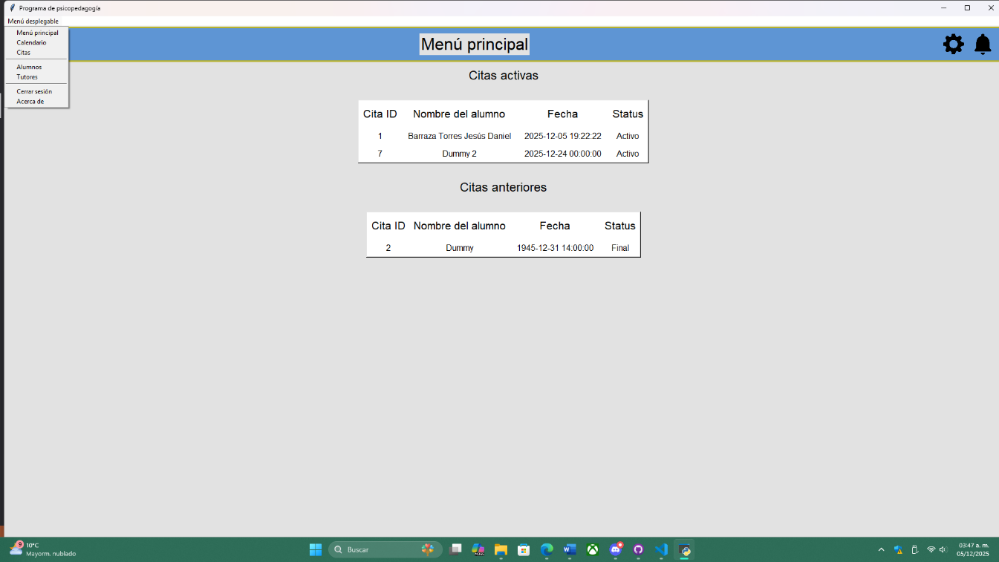 Programa de psicopedagogía
Menú desplegable
Menú principal
Calendario
Citas
Alumnos
Tutores
Cerrar sesión
Acerca de
Menú principal
Citas activas
Cita ID Nombre del alumno Fecha Status
1 Barraza Torres Jesús Daniel 2025-12-05 19:22:22 Activo
7 Dummy 2 2025-12-24 00:00:00 Activo
Citas anteriores
Cita ID Nombre del alumno Fecha Status
2 Dummy 1945-12-31 14:00:00 Final
9
10°C
Mayorm. nublado
Buscar
M365
03:47 a. m.
05/12/2025